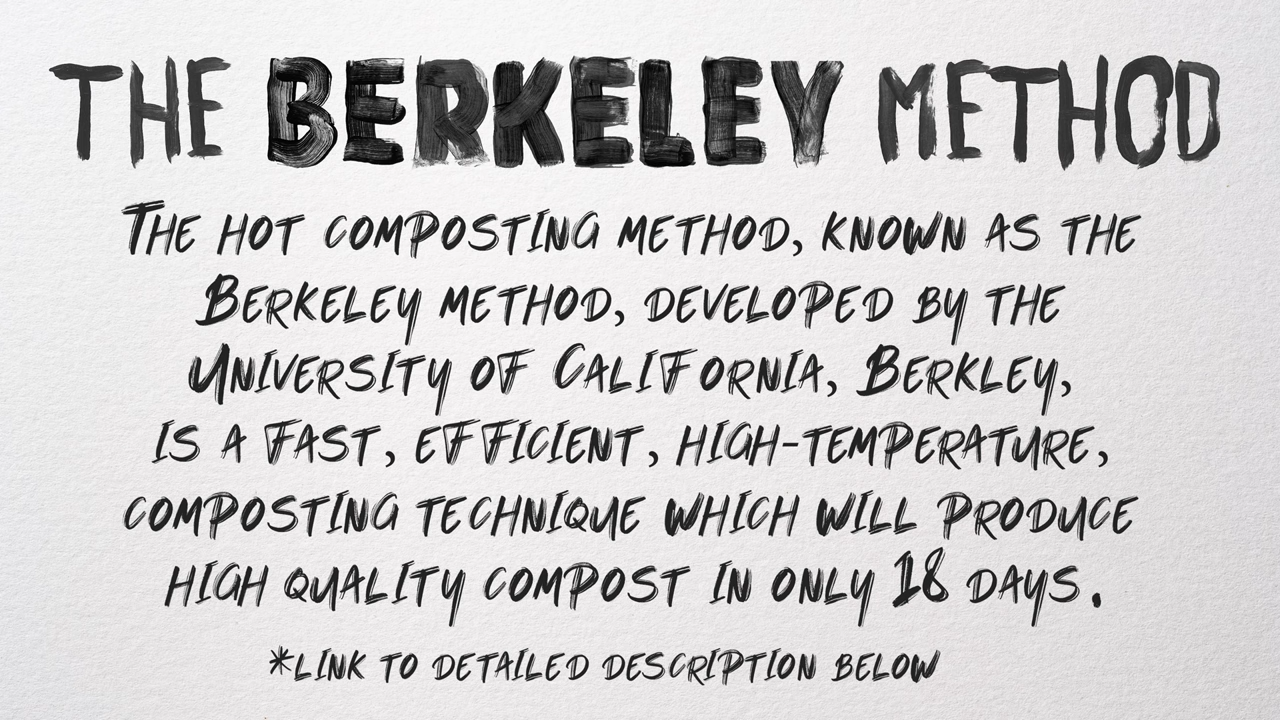 THE BERKELEY METHOD
The hot composting method, known as the
Berkeley method, developed by the
University of California, Berkley,
is a fast, efficient, high-temperature,
composting technique which will produce
high quality compost in only 18 days.
*link to detailed description below